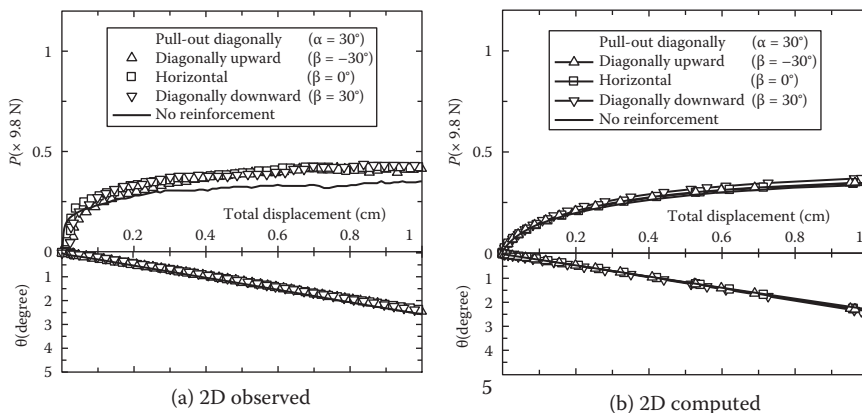 1
Pull-out diagonally (α = 30°)
Diagonally upward (β = −30°)
Horizontal (β = 0°)
Diagonally downward (β = 30°)
No reinforcement
P(× 9.8 N)
0.5
Total displacement (cm)
0 0.2 0.4 0.6 0.8 1
1
2
3
4
5
θ(degree)
(a) 2D observed
1
Pull-out diagonally (α = 30°)
Diagonally upward (β = −30°)
Horizontal (β = 0°)
Diagonally downward (β = 30°)
No reinforcement
P(× 9.8 N)
0.5
Total displacement (cm)
0 0.2 0.4 0.6 0.8 1
1
2
3
4
5
θ(degree)
(b) 2D computed